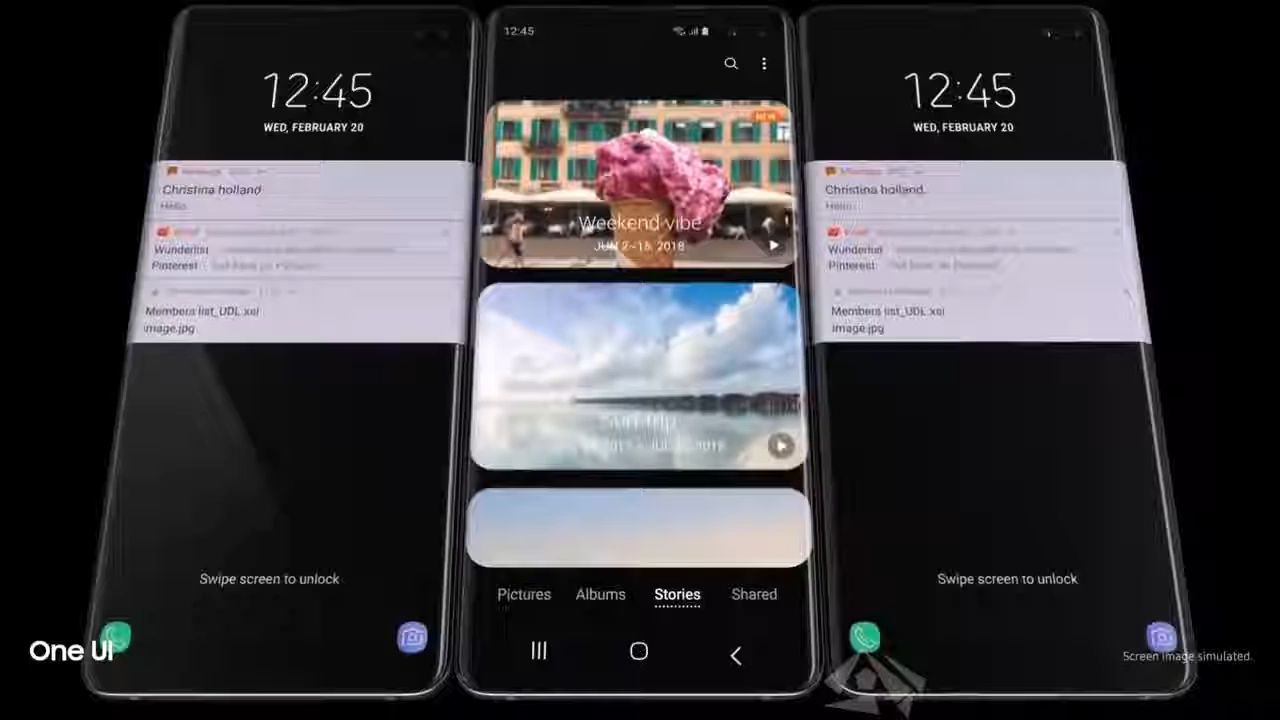 12:45
WED, FEBRUARY 20
Christina holland
Hello
Wunderlist
Pinterest
Members list_UDL.xsl
image.jpg
Swipe screen to unlock
One UI
12:45
NEW
Weekend vibe
JUN 2~15, 2018
Pictures Albums Stories Shared
12:45
WED, FEBRUARY 20
Christina holland
Hello
Wunderlist
Pinterest
Members list_UDL.xsl
image.jpg
Swipe screen to unlock
Screen image simulated.